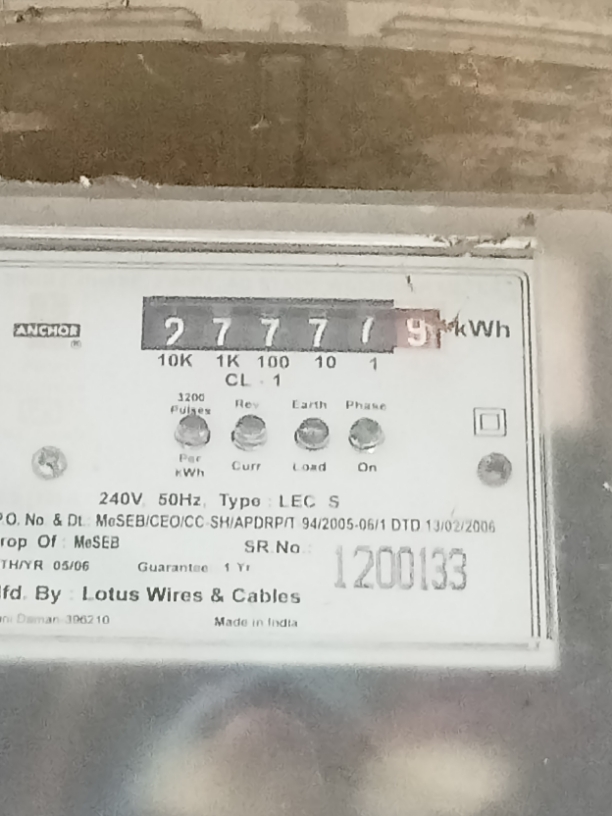 ANCHOR
®
2 7 7 7 7 9 kWh
10K 1K 100 10 1
CL - 1
3200 Pulses Per kWh
Rev Curr
Earth Load
Phase On
240V, 50Hz, Type : LEC S
P.O. No & Dt.: MeSEB/CEO/CC-SH/APDRP/T 94/2005-06/1 DTD 13/02/2006
rop Of : MeSEB
SR No. : 1200133
TH/YR 05/06 Guarantee : 1 Yr
fd. By : Lotus Wires & Cables
Daman-396210 Made in India